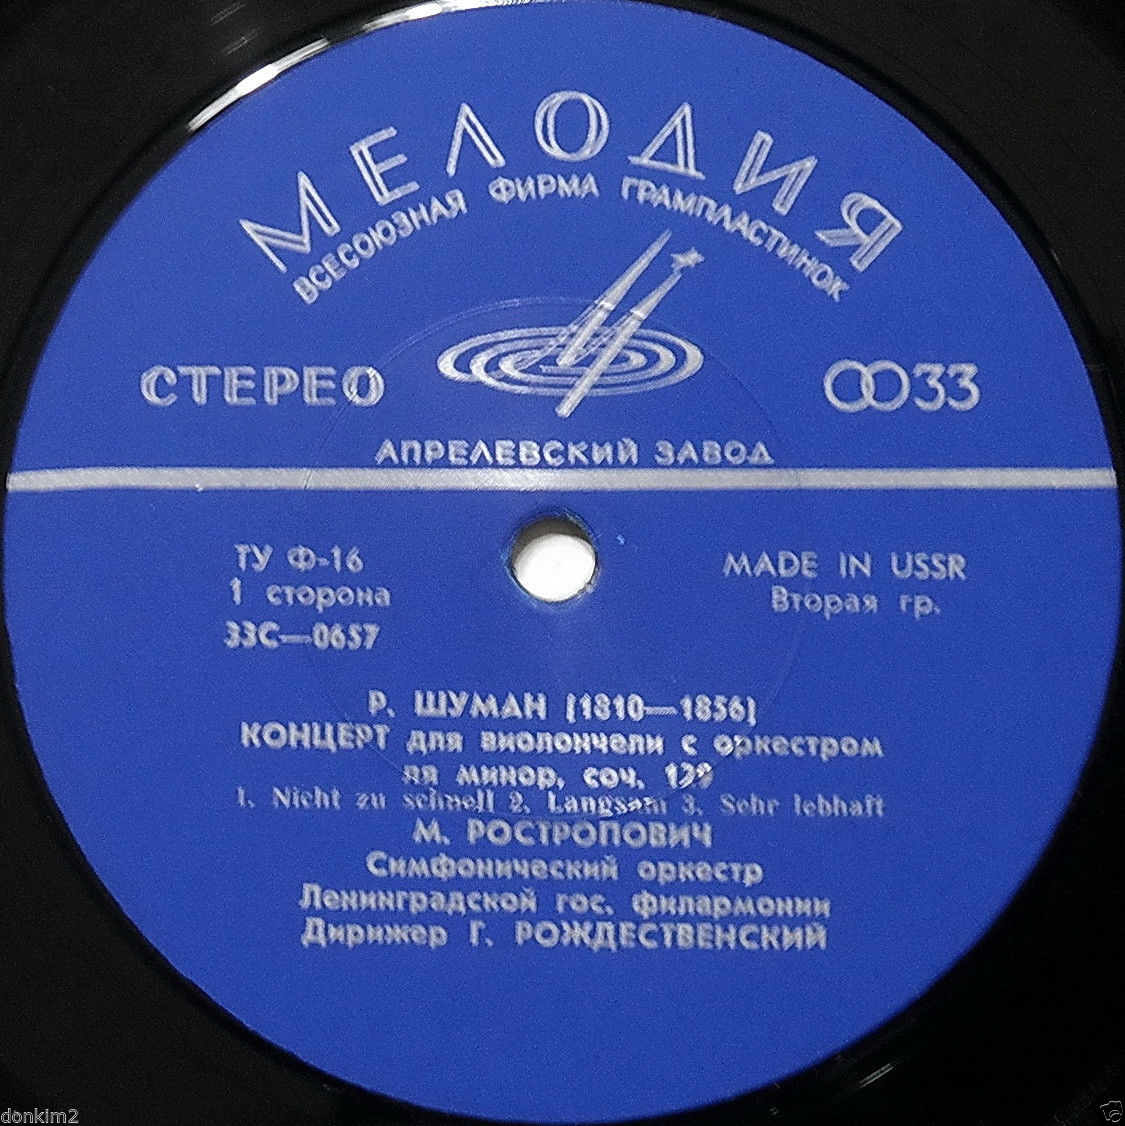 МЕЛОДИЯ
ВСЕСОЮЗНАЯ ФИРМА ГРАМПЛАСТИНОК
СТЕРЕО
33
АПРЕЛЕВСКИЙ ЗАВОД
ТУ Ф-16
1 сторона
33С—0657
MADE IN USSR
Вторая гр.
Р. ШУМАН (1810—1856)
КОНЦЕРТ для виолончели с оркестром
ля минор, соч. 129
1. Nicht zu schnell 2. Langsam 3. Sehr lebhaft
М. РОСТРОПОВИЧ
Симфонический оркестр
Ленинградской гос. филармонии
Дирижер Г. РОЖДЕСТВЕНСКИЙ
donkim2